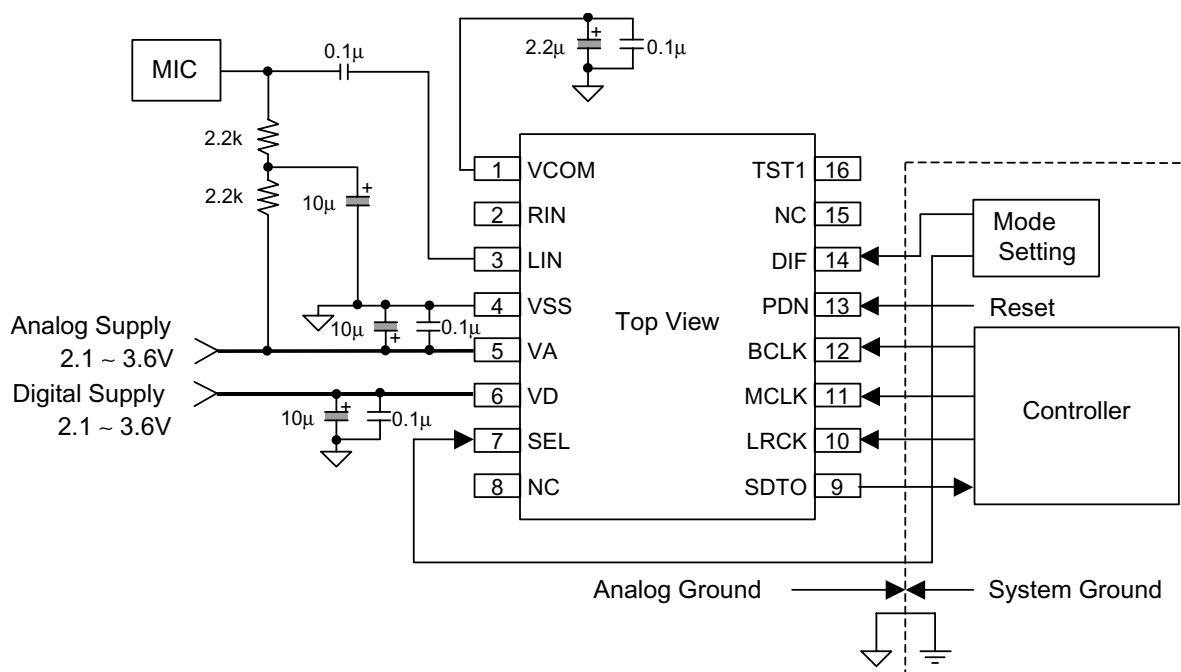 MIC
0.1µ
2.2µ
+
0.1µ
2.2k
2.2k
10µ
+
1 VCOM
2 RIN
3 LIN
4 VSS
5 VA
6 VD
7 SEL
8 NC
Top View
TST1 16
NC 15
DIF 14
PDN 13
BCLK 12
MCLK 11
LRCK 10
SDTO 9
Mode
Setting
Reset
Controller
10µ
+
0.1µ
Analog Supply
2.1 ~ 3.6V
Digital Supply
2.1 ~ 3.6V
10µ
+
0.1µ
Analog Ground
System Ground